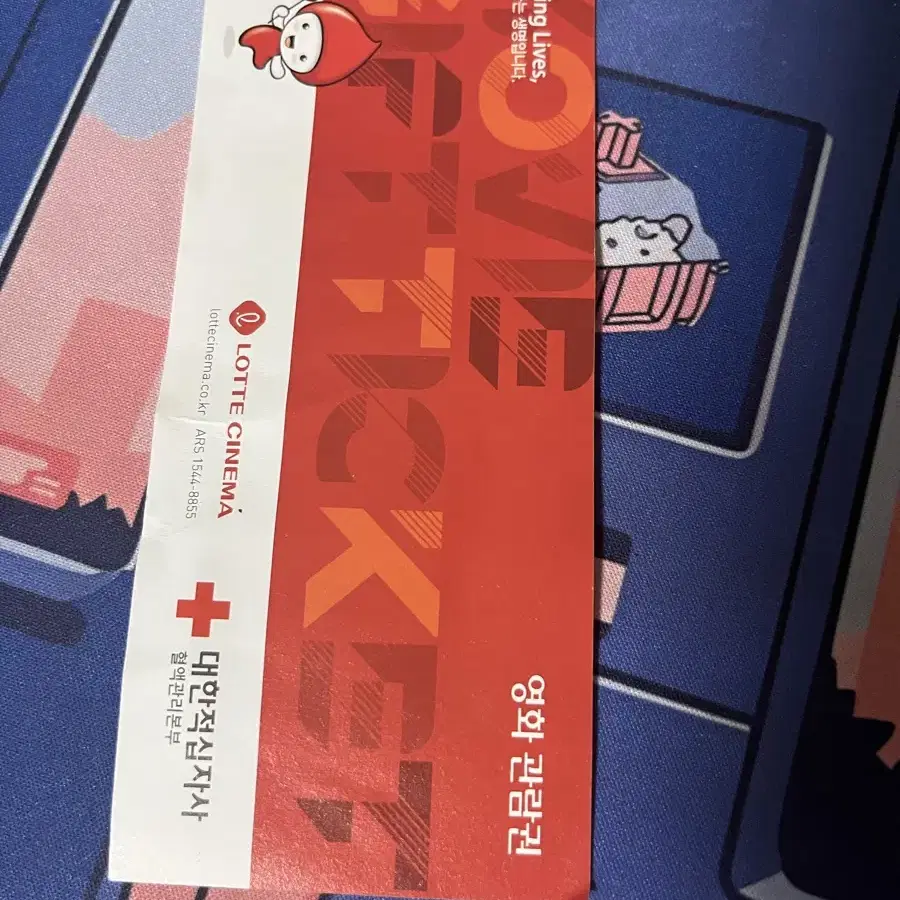 ing Lives,
는 생명입니다.
MOVIE
GIFT TICKET
영화 관람권
LOTTE CINEMA
lottecinema.co.kr ARS 1544-8855
대한적십자사
혈액관리본부